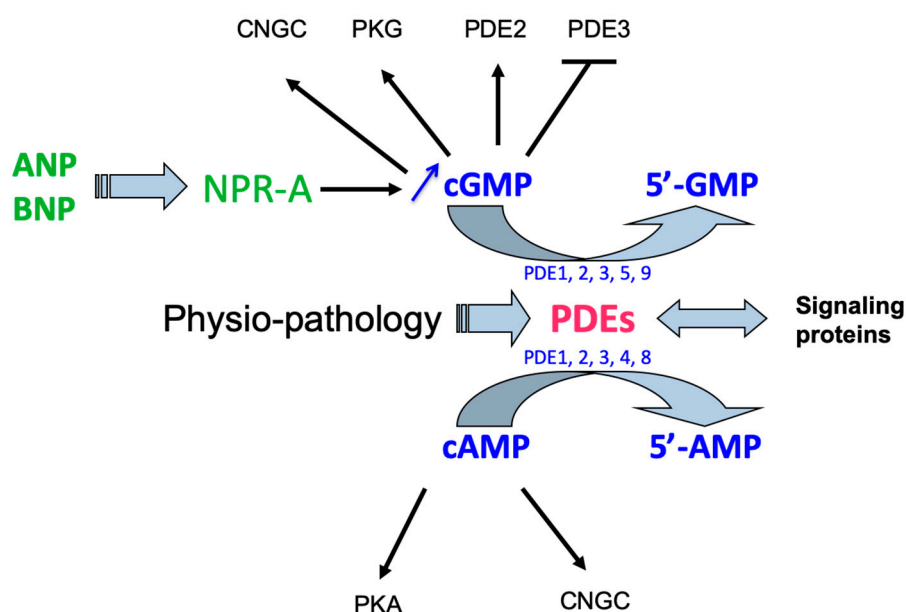 CNGC PKG PDE2 PDE3
ANP
BNP
NPR-A
cGMP 5’-GMP
PDE1, 2, 3, 5, 9
Physio-pathology PDEs
Signaling
proteins
PDE1, 2, 3, 4, 8
cAMP 5’-AMP
PKA CNGC